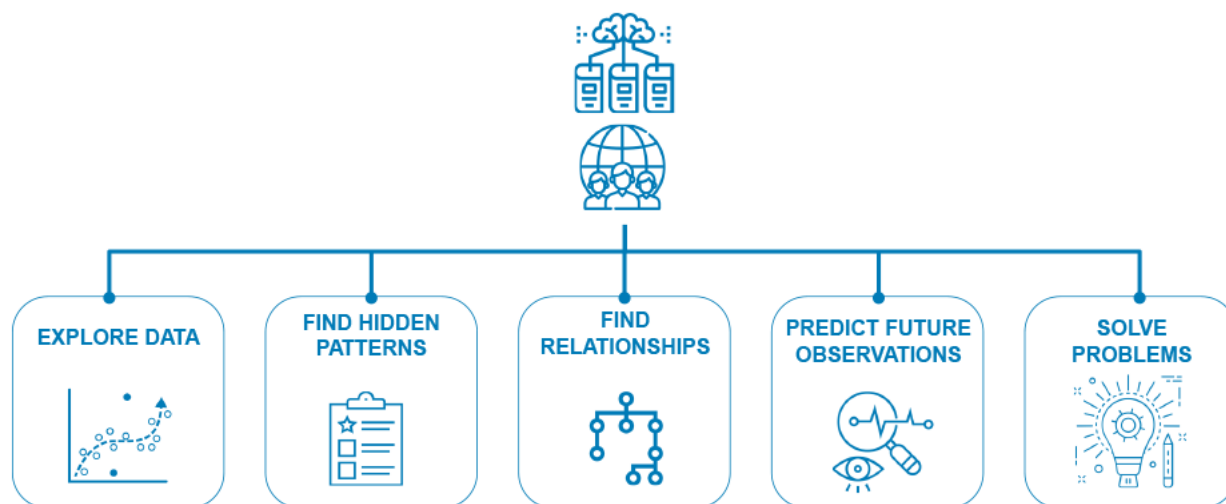 EXPLORE DATA
FIND HIDDEN
PATTERNS
FIND
RELATIONSHIPS
PREDICT FUTURE
OBSERVATIONS
SOLVE
PROBLEMS